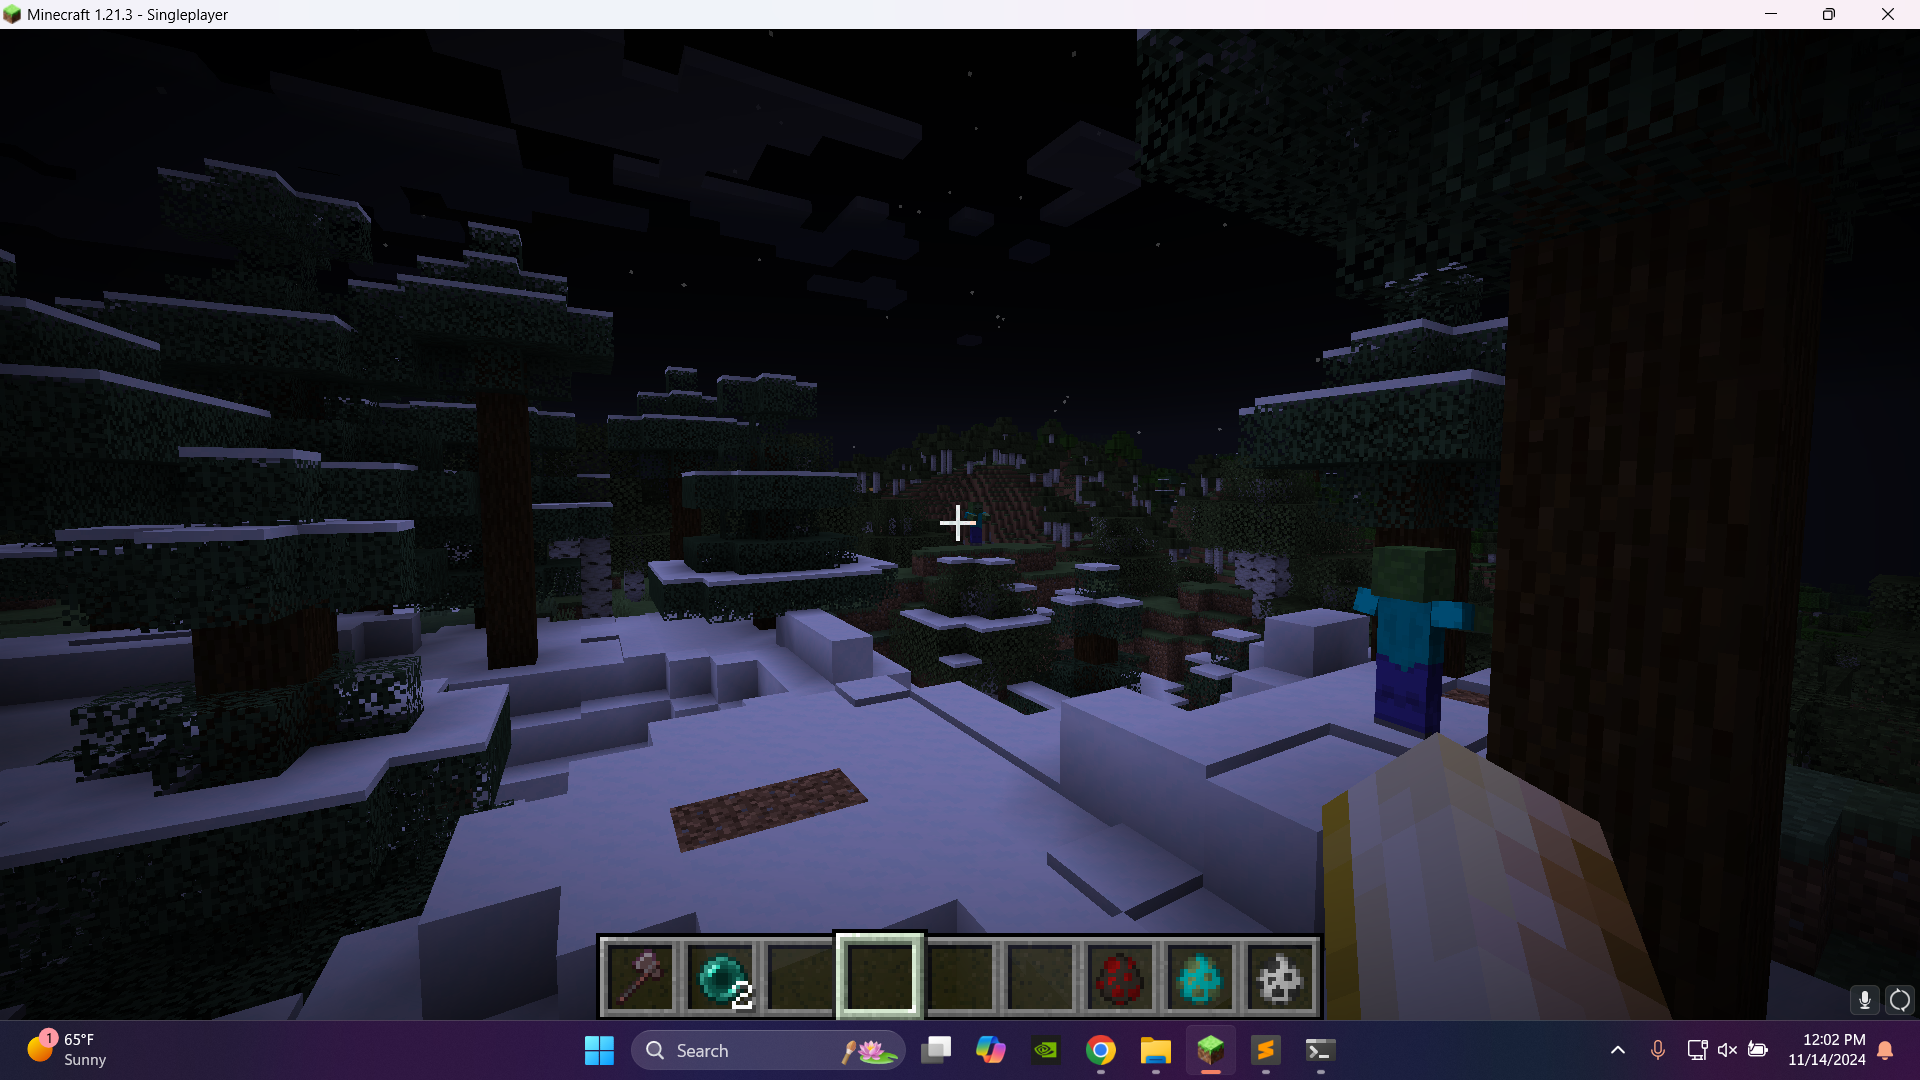 Minecraft 1.21.3 - Singleplayer
2
1
65°F
Sunny
Search
12:02 PM
11/14/2024